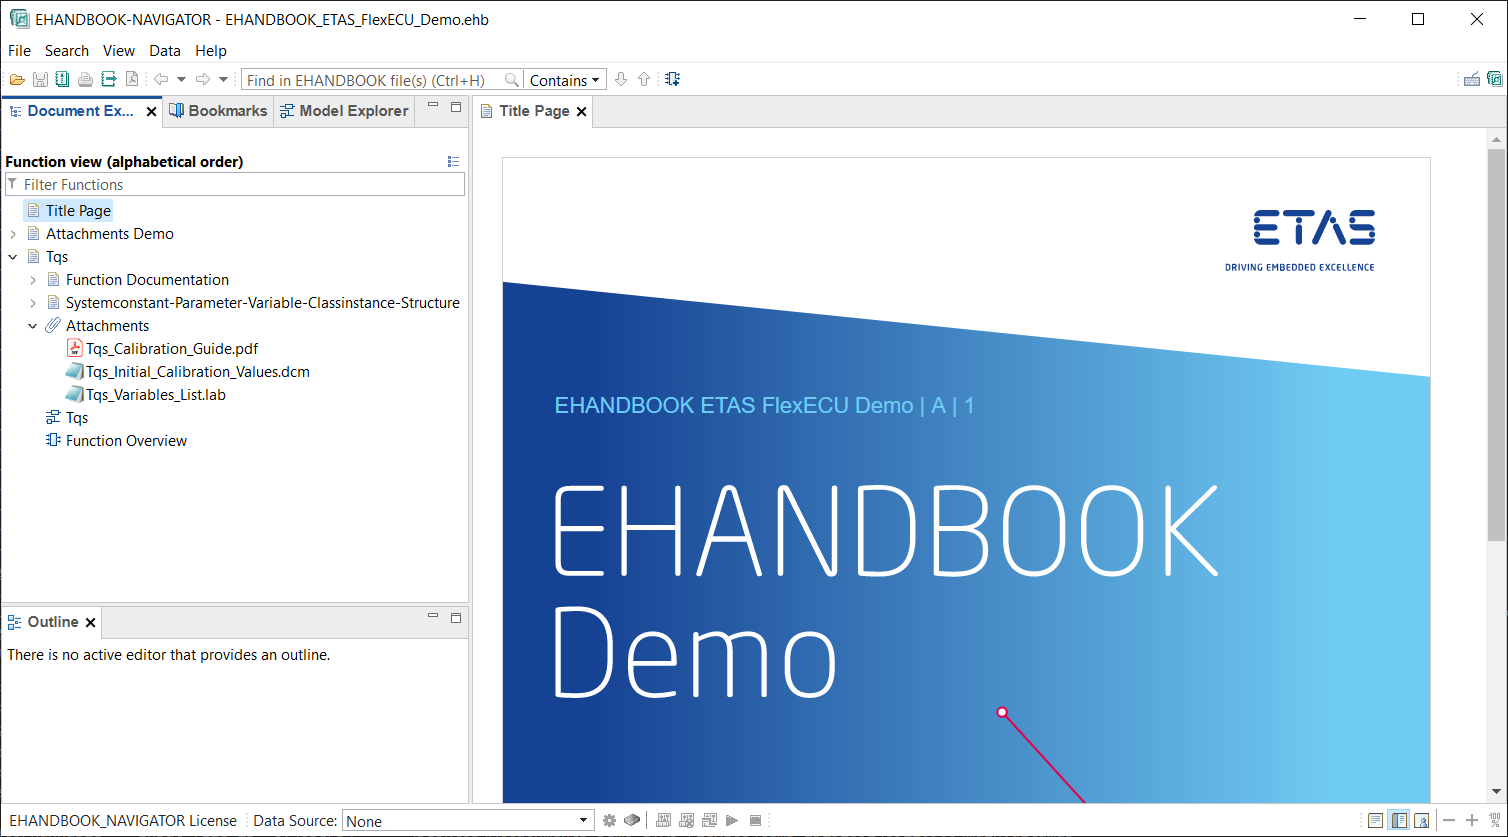 EHANDBOOK-NAVIGATOR - EHANDBOOK_ETAS_FlexECU_Demo.ehb
File Search View Data Help
Find in EHANDBOOK file(s) (Ctrl+H) Contains
Document Ex... Bookmarks Model Explorer
Title Page
Function view (alphabetical order)
Filter Functions
Title Page
Attachments Demo
Tqs
Function Documentation
Systemconstant-Parameter-Variable-Classinstance-Structure
Attachments
Tqs_Calibration_Guide.pdf
Tqs_Initial_Calibration_Values.dcm
Tqs_Variables_List.lab
Tqs
Function Overview
Outline
There is no active editor that provides an outline.
ETAS
DRIVING EMBEDDED EXCELLENCE
EHANDBOOK ETAS FlexECU Demo | A | 1
EHANDBOOK
Demo
EHANDBOOK_NAVIGATOR License Data Source: None
100
%